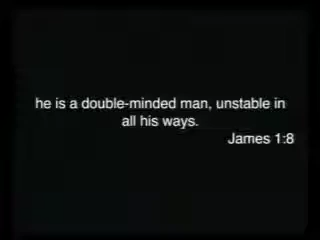 he is a double-minded man, unstable in
all his ways.
James 1:8